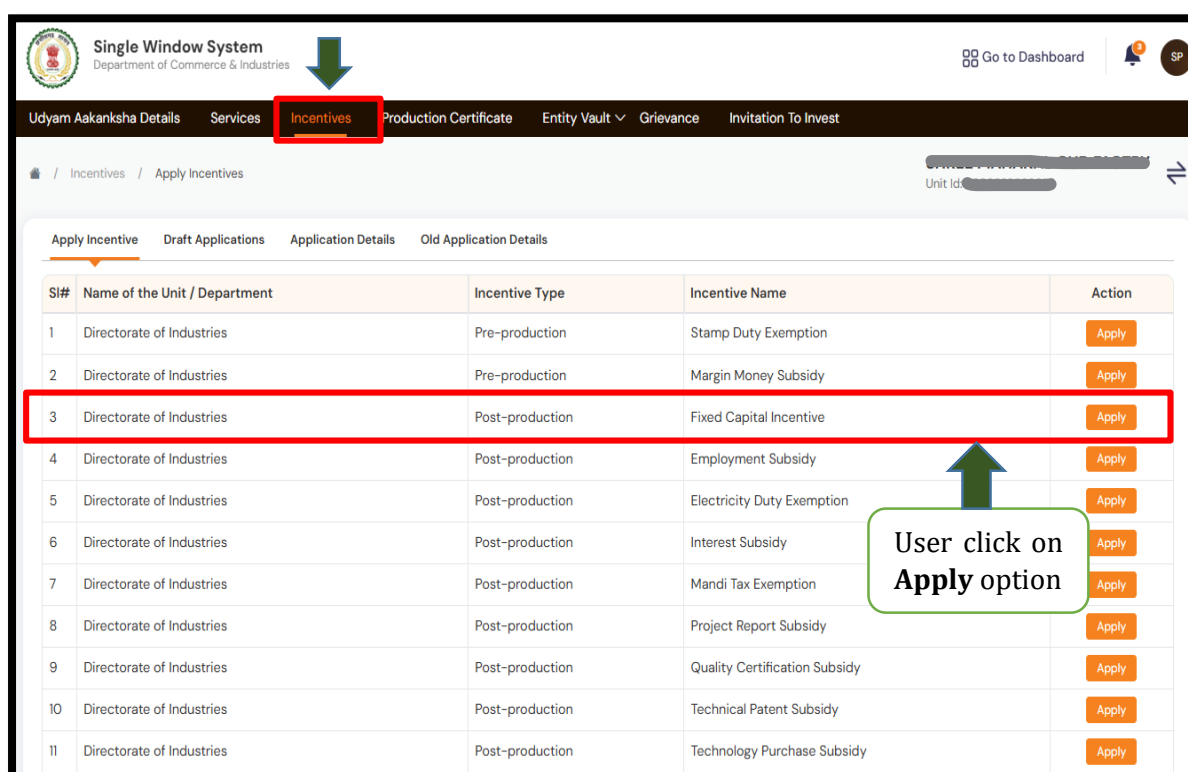 Single Window System
Department of Commerce & Industries
Go to Dashboard
3
SP
Udyam Aakanksha Details Services Incentives Production Certificate Entity Vault Grievance Invitation To Invest
/ Incentives / Apply Incentives
Unit Id:
Apply Incentive Draft Applications Application Details Old Application Details
Sl# Name of the Unit / Department Incentive Type Incentive Name Action
1 Directorate of Industries Pre-production Stamp Duty Exemption Apply
2 Directorate of Industries Pre-production Margin Money Subsidy Apply
3 Directorate of Industries Post-production Fixed Capital Incentive Apply
4 Directorate of Industries Post-production Employment Subsidy Apply
5 Directorate of Industries Post-production Electricity Duty Exemption Apply
6 Directorate of Industries Post-production Interest Subsidy Apply
7 Directorate of Industries Post-production Mandi Tax Exemption Apply
8 Directorate of Industries Post-production Project Report Subsidy Apply
9 Directorate of Industries Post-production Quality Certification Subsidy Apply
10 Directorate of Industries Post-production Technical Patent Subsidy Apply
11 Directorate of Industries Post-production Technology Purchase Subsidy Apply
User click on
Apply option